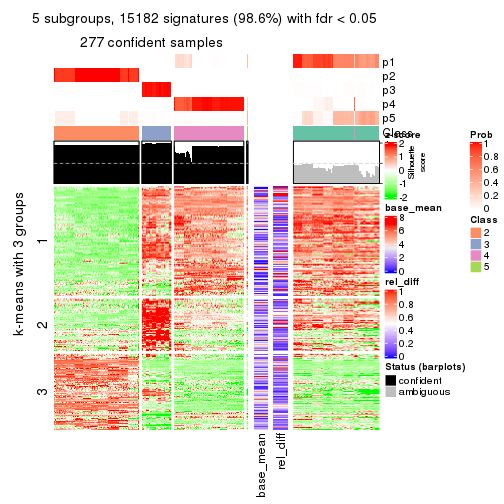 5 subgroups, 15182 signatures (98.6%) with fdr < 0.05
277 confident samples
p1
p2
p3
p4
p5
Class
z-score
2
1
0
-1
-2
Silhouette
score
base_mean
8
6
4
2
0
rel_diff
1
0.8
0.6
0.4
0.2
0
Status (barplots)
confident
ambiguous
Prob
1
0.8
0.6
0.4
0.2
0
Class
2
3
4
5
k-means with 3 groups
1
2
3
base_mean
rel_diff